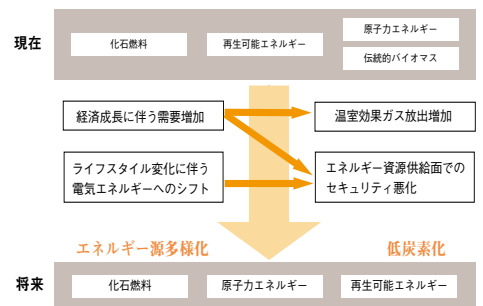 現在
化石燃料
再生可能エネルギー
原子力エネルギー
伝統的バイオマス
経済成長に伴う需要増加
温室効果ガス放出増加
ライフスタイル変化に伴う
電気エネルギーへのシフト
エネルギー資源供給面での
セキュリティ悪化
エネルギー源多様化
低炭素化
将来
化石燃料
原子力エネルギー
再生可能エネルギー